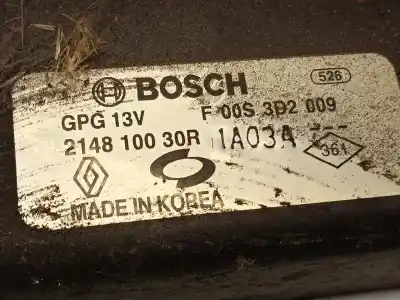 BOSCH
526
GPG 13V F 00S 3D2 009
2148 100 30R 1A03A
361
MADE IN KOREA